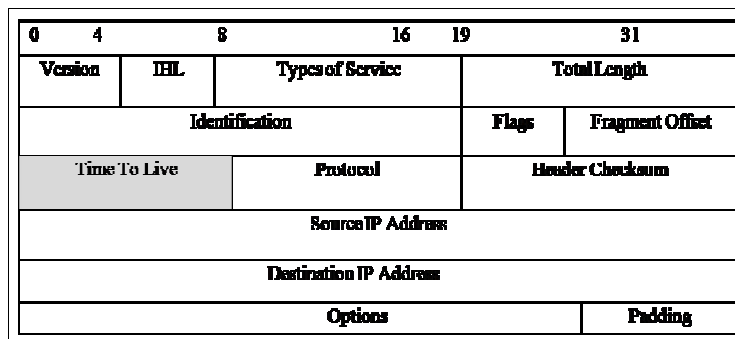 0 4 8 16 19 31
Version IHL Types of Service Total Length
Identification Flags Fragment Offset
Time To Live Protocol Header Checksum
Source IP Address
Destination IP Address
Options Padding